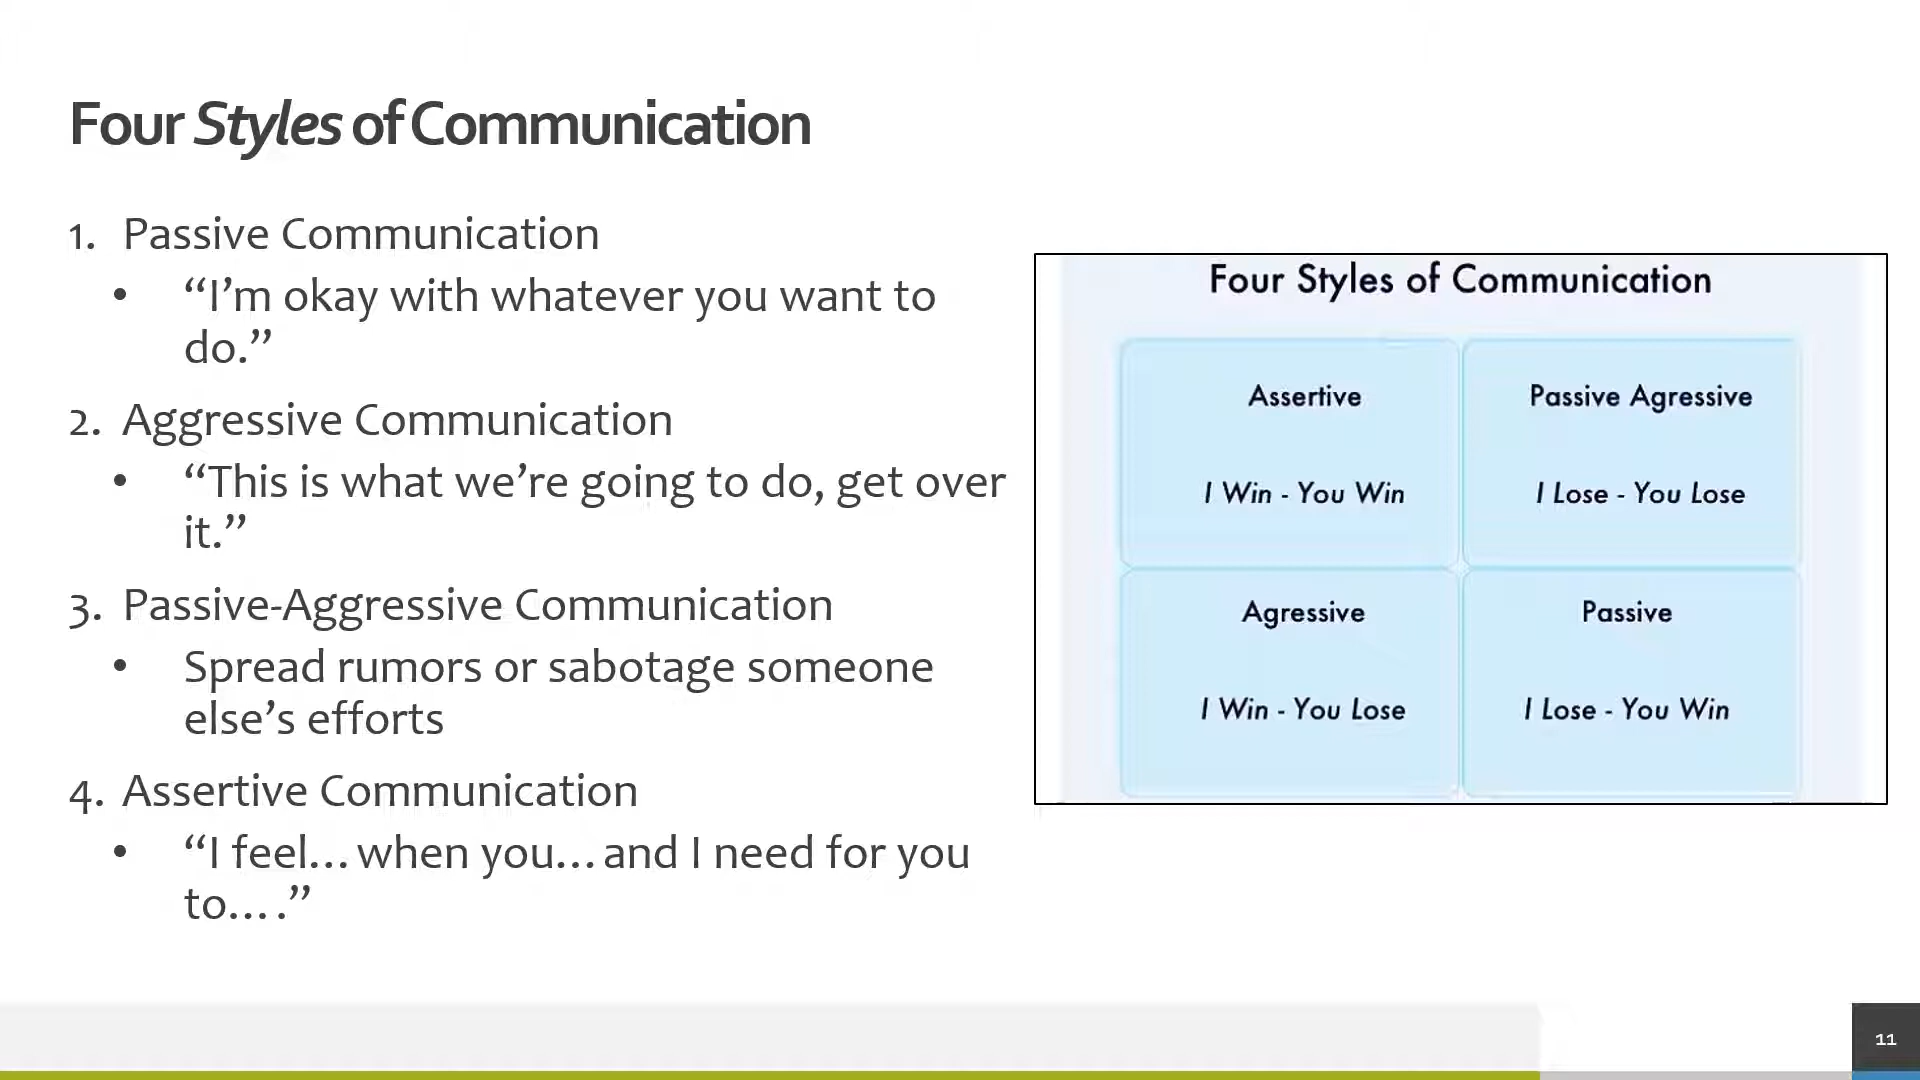 Four Styles of Communication
1. Passive Communication
• “I’m okay with whatever you want to
do.”
2. Aggressive Communication
• “This is what we’re going to do, get over
it.”
3. Passive-Aggressive Communication
• Spread rumors or sabotage someone
else’s efforts
4. Assertive Communication
• “I feel… when you… and I need for you
to….”
Four Styles of Communication
Assertive
I Win - You Win
Passive Agressive
I Lose - You Lose
Agressive
I Win - You Lose
Passive
I Lose - You Win
11